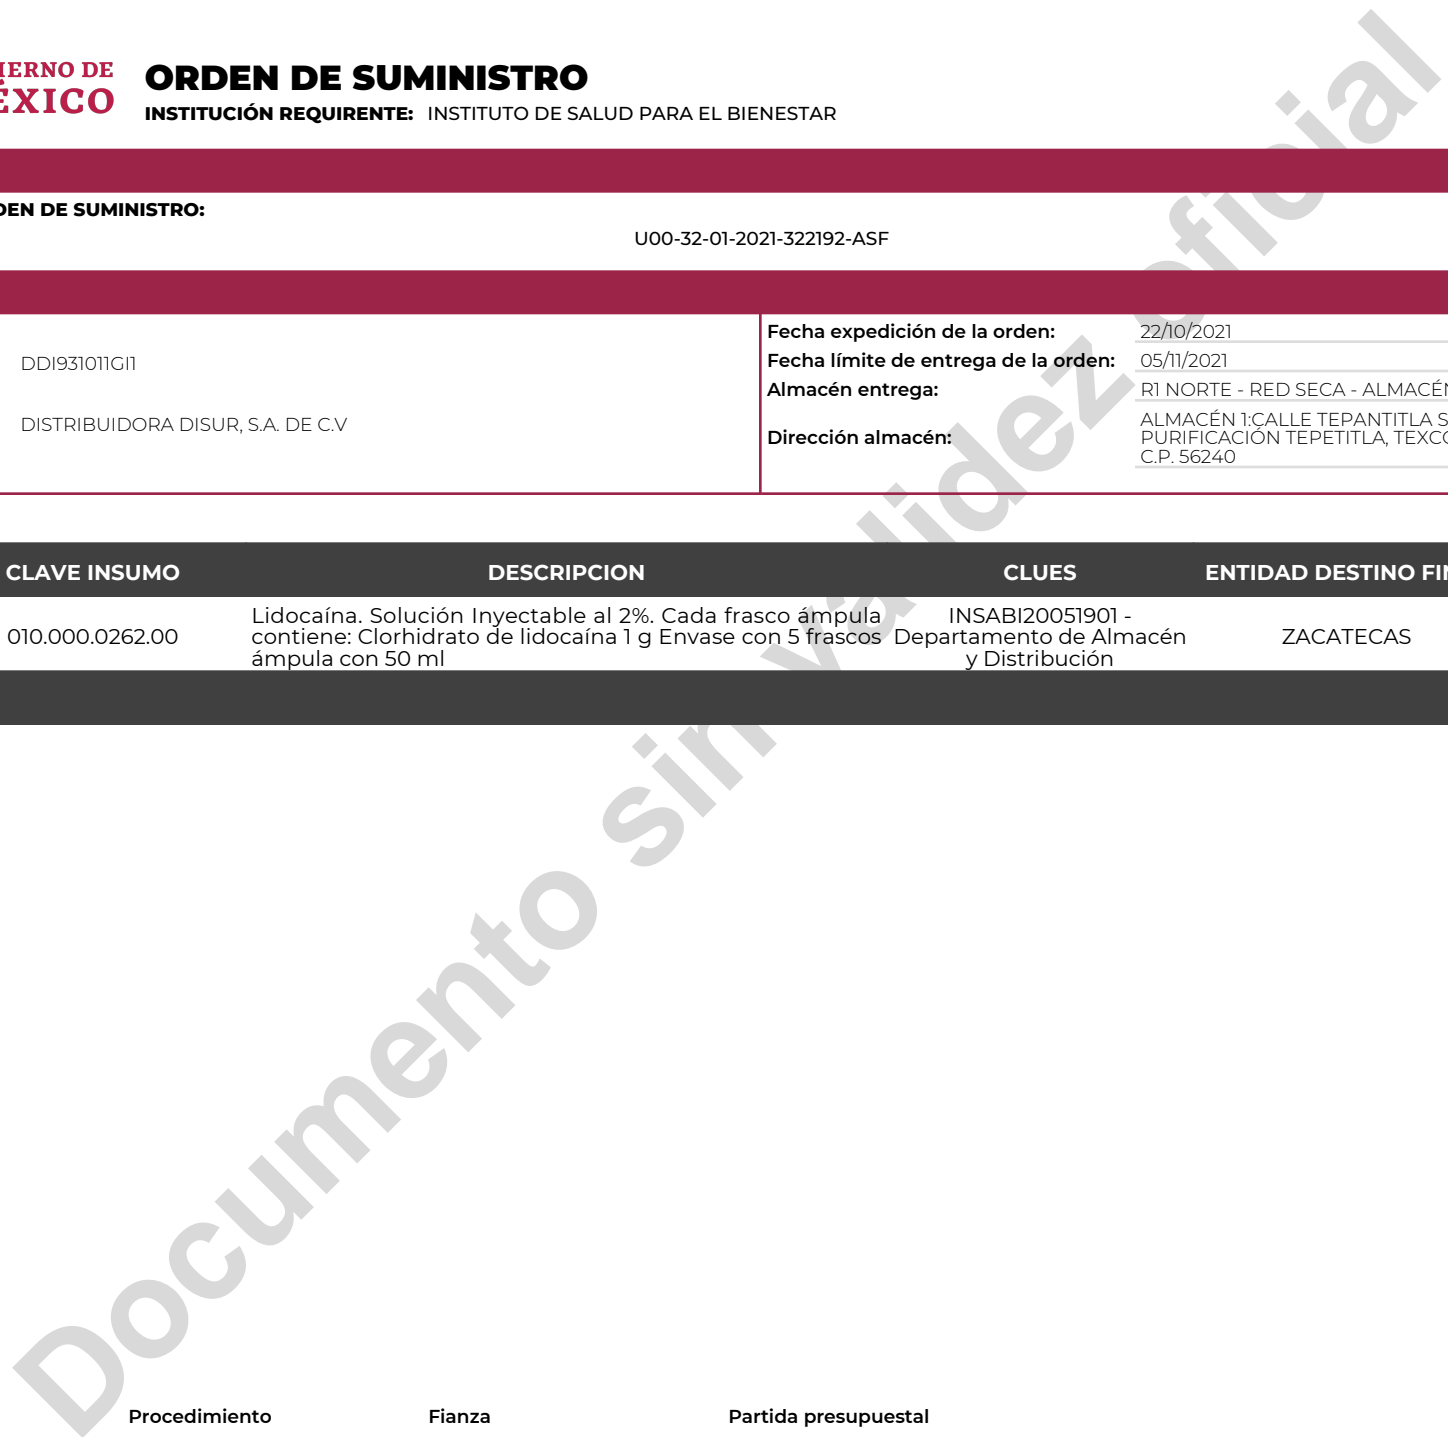 IERNO DE
ÉXICO
ORDEN DE SUMINISTRO
INSTITUCIÓN REQUIRENTE: INSTITUTO DE SALUD PARA EL BIENESTAR
DEN DE SUMINISTRO:
U00-32-01-2021-322192-ASF
DDI931011GI1
DISTRIBUIDORA DISUR, S.A. DE C.V
Fecha expedición de la orden: 22/10/2021
Fecha límite de entrega de la orden: 05/11/2021
Almacén entrega: R1 NORTE - RED SECA - ALMACÉN
Dirección almacén: ALMACÉN 1:CALLE TEPANTITLA S
PURIFICACIÓN TEPETITLA, TEXCO
C.P. 56240
CLAVE INSUMO DESCRIPCION CLUES ENTIDAD DESTINO FIN
010.000.0262.00
Lidocaína. Solución Inyectable al 2%. Cada frasco ámpula
contiene: Clorhidrato de lidocaína 1 g Envase con 5 frascos
ámpula con 50 ml
INSABI20051901 -
Departamento de Almacén
y Distribución
ZACATECAS
Documento sin validez oficial
Procedimiento Fianza Partida presupuestal